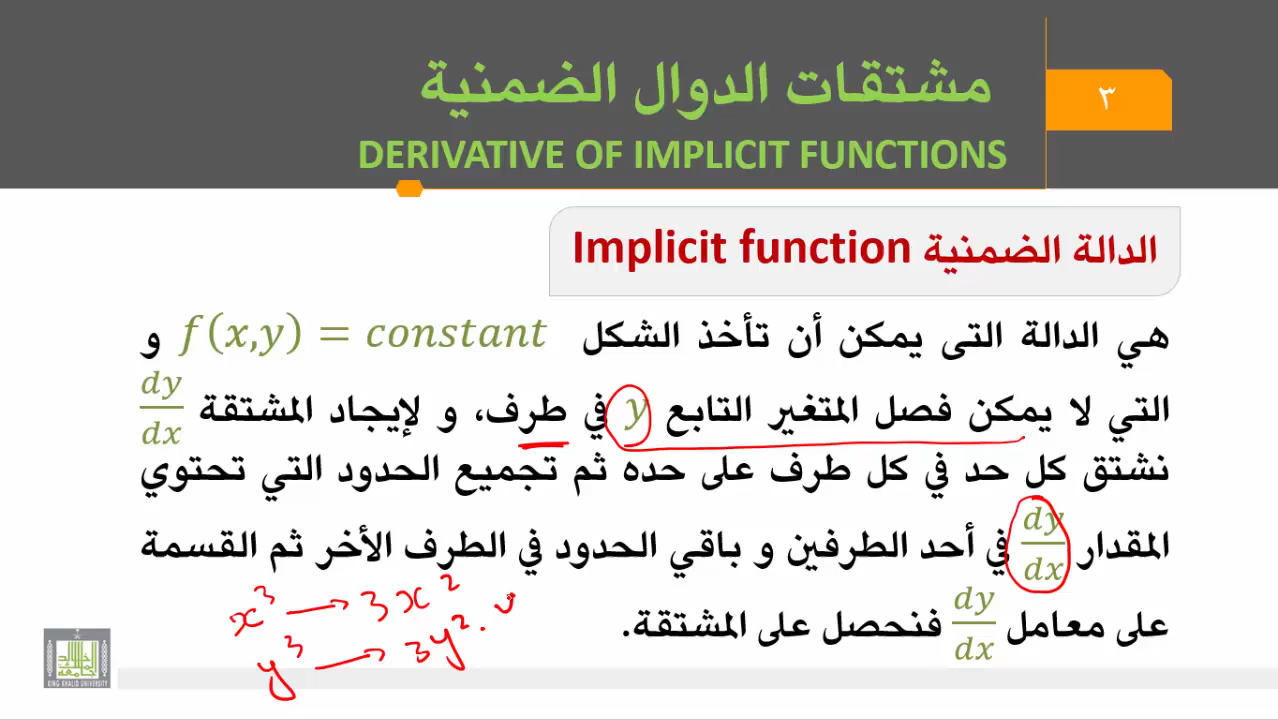 مشتقات الدوال الضمنية
٣
DERIVATIVE OF IMPLICIT FUNCTIONS
الدالة الضمنية Implicit function
هي الدالة التى يمكن أن تأخذ الشكل f(x,y) = constant و
التي لا يمكن فصل المتغير التابع y في طرف، و لإيجاد المشتقة dy/dx
نشتق كل حد في كل طرف على حده ثم تجميع الحدود التي تحتوي
المقدار dy/dx في أحد الطرفين و باقي الحدود في الطرف الأخر ثم القسمة
على معامل dy/dx فنحصل على المشتقة.
x³ → 3x²
y³ → 3y².
KING KHALID UNIVERSITY